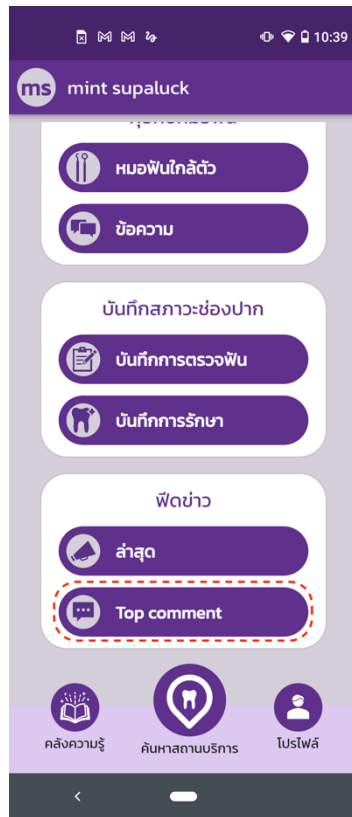 10:39
ms mint supaluck
หมอฟันใกล้ตัว
ข้อความ
บันทึกสภาวะช่องปาก
บันทึกการตรวจฟัน
บันทึกการรักษา
ฟีดข่าว
ล่าสุด
Top comment
คลังความรู้
ค้นหาสถานบริการ
โปรไฟล์